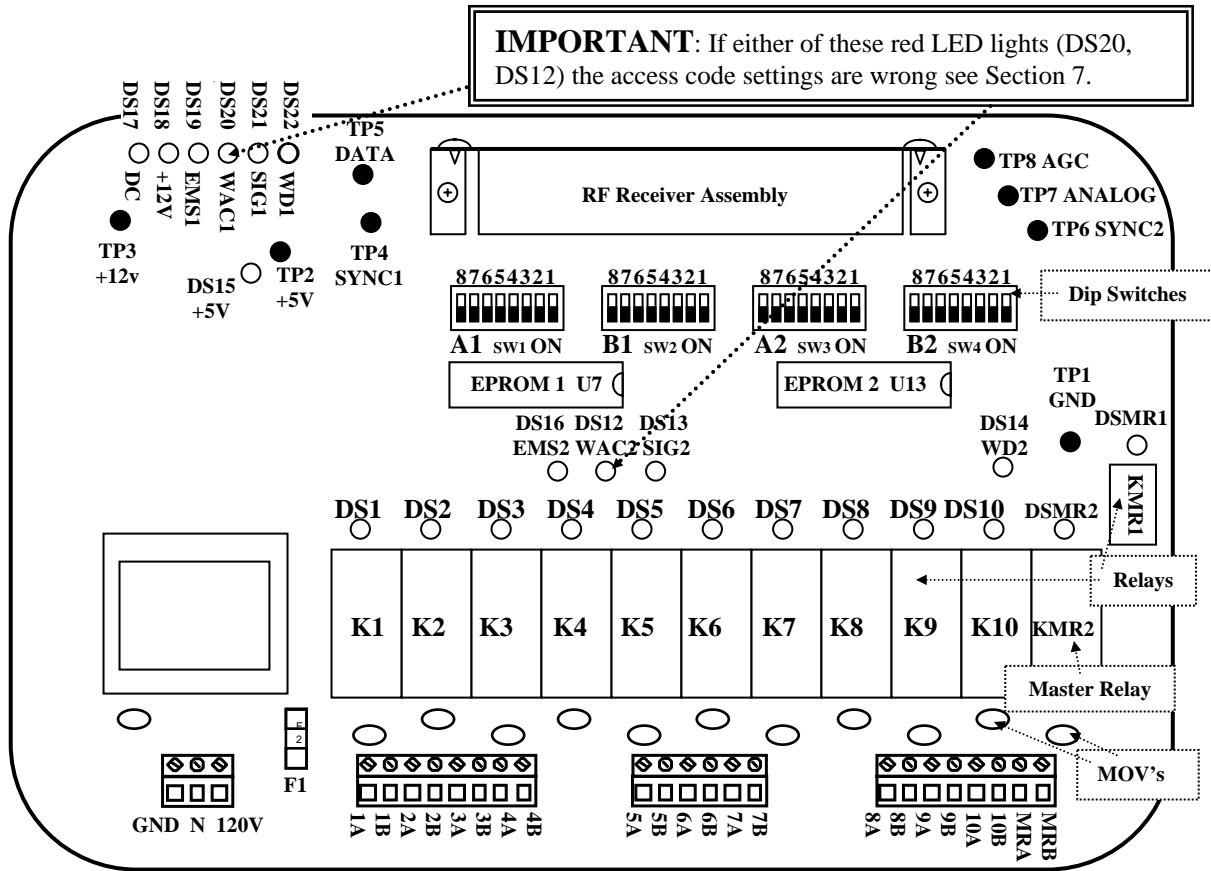 IMPORTANT: If either of these red LED lights (DS20,
DS12) the access code settings are wrong see Section 7.
DS17
DS18
DS19
DS20
DS21
DS22
DC
+12V
EMS1
WAC1
SIG1
WD1
TP5
DATA
TP4
SYNC1
TP3
+12v
DS15
+5V
TP2
+5V
RF Receiver Assembly
TP8 AGC
TP7 ANALOG
TP6 SYNC2
87654321
87654321
87654321
87654321
Dip Switches
A1 SW1 ON
B1 SW2 ON
A2 SW3 ON
B2 SW4 ON
EPROM 1 U7
EPROM 2 U13
TP1
GND
DS16
EMS2
DS12
WAC2
DS13
SIG2
DS14
WD2
DSMR1
KMR1
DS1 DS2 DS3 DS4 DS5 DS6 DS7 DS8 DS9 DS10 DSMR2
Relays
K1 K2 K3 K4 K5 K6 K7 K8 K9 K10 KMR2
Master Relay
MOV's
F
2
F1
GND N 120V
1A
1B
2A
2B
3A
3B
4A
4B
5A
5B
6A
6B
7A
7B
8A
8B
9A
9B
10A
10B
MRA
MRB